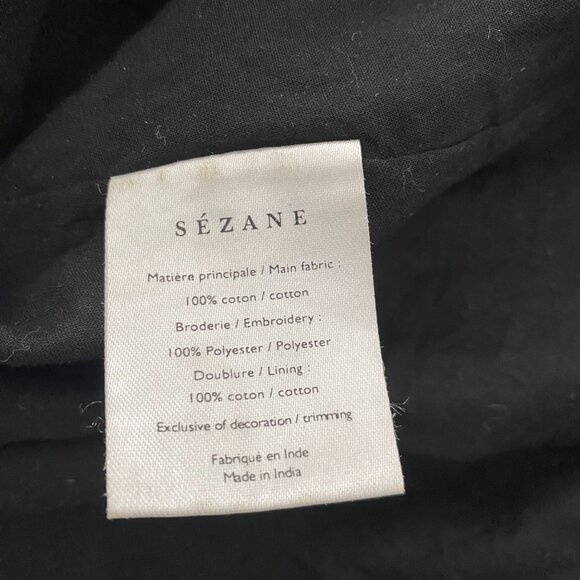 SÉZANE
Matière principale / Main fabric :
100% coton / cotton
Broderie / Embroidery :
100% Polyester / Polyester
Doublure / Lining :
100% coton / cotton
Exclusive of decoration / trimming
Fabriqué en Inde
Made in India